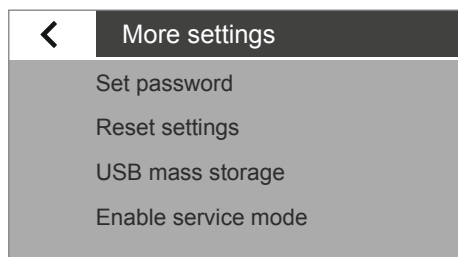 More settings
Set password
Reset settings
USB mass storage
Enable service mode